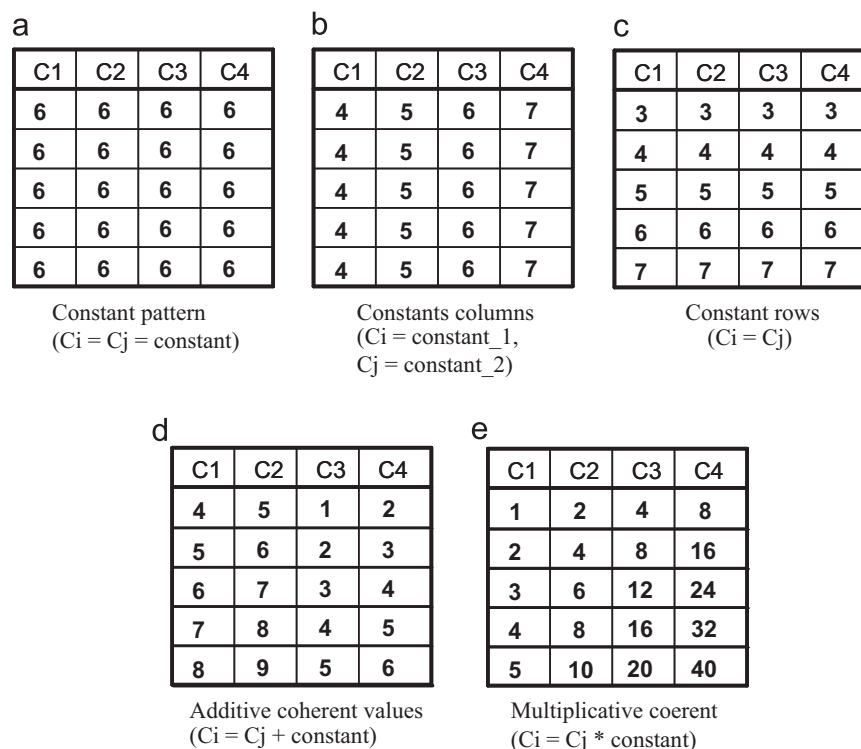 a
C1 C2 C3 C4
6 6 6 6
6 6 6 6
6 6 6 6
6 6 6 6
6 6 6 6
Constant pattern
(Ci = Cj = constant)
b
C1 C2 C3 C4
4 5 6 7
4 5 6 7
4 5 6 7
4 5 6 7
4 5 6 7
Constants columns
(Ci = constant_1,
Cj = constant_2)
c
C1 C2 C3 C4
3 3 3 3
4 4 4 4
5 5 5 5
6 6 6 6
7 7 7 7
Constant rows
(Ci = Cj)
d
C1 C2 C3 C4
4 5 1 2
5 6 2 3
6 7 3 4
7 8 4 5
8 9 5 6
Additive coherent values
(Ci = Cj + constant)
e
C1 C2 C3 C4
1 2 4 8
2 4 8 16
3 6 12 24
4 8 16 32
5 10 20 40
Multiplicative coerent
(Ci = Cj * constant)